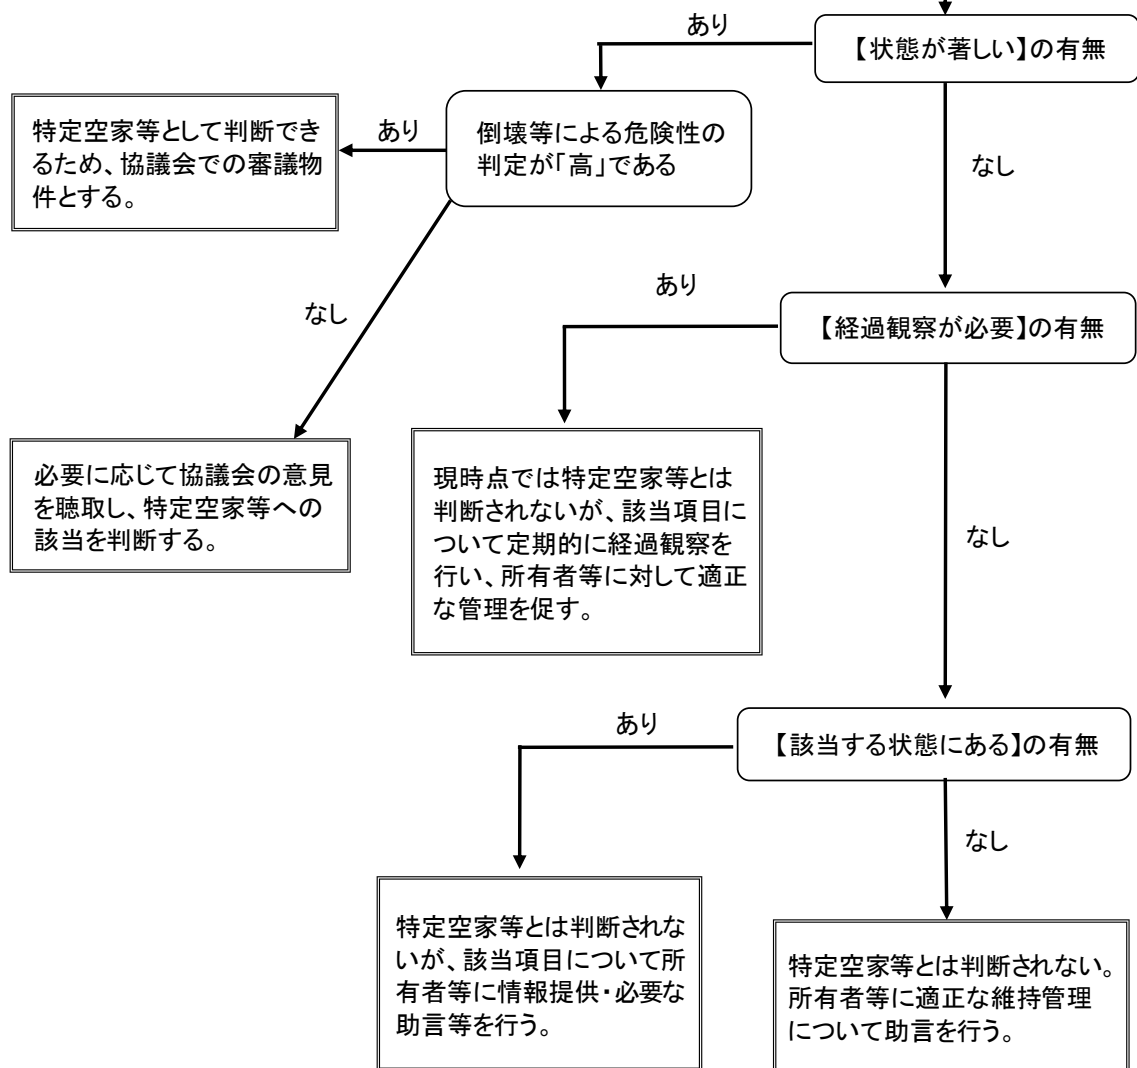 あり
【状態が著しい】の有無
特定空家等として判断でき
るため、協議会での審議物
件とする。
あり
倒壊等による危険性の
判定が「高」である
なし
なし
あり
【経過観察が必要】の有無
必要に応じて協議会の意見
を聴取し、特定空家等への
該当を判断する。
現時点では特定空家等とは
判断されないが、該当項目に
ついて定期的に経過観察を
行い、所有者等に対して適正
な管理を促す。
なし
あり
【該当する状態にある】の有無
なし
特定空家等とは判断されな
いが、該当項目について所
有者等に情報提供・必要な
助言等を行う。
特定空家等とは判断されない。
所有者等に適正な維持管理
について助言を行う。